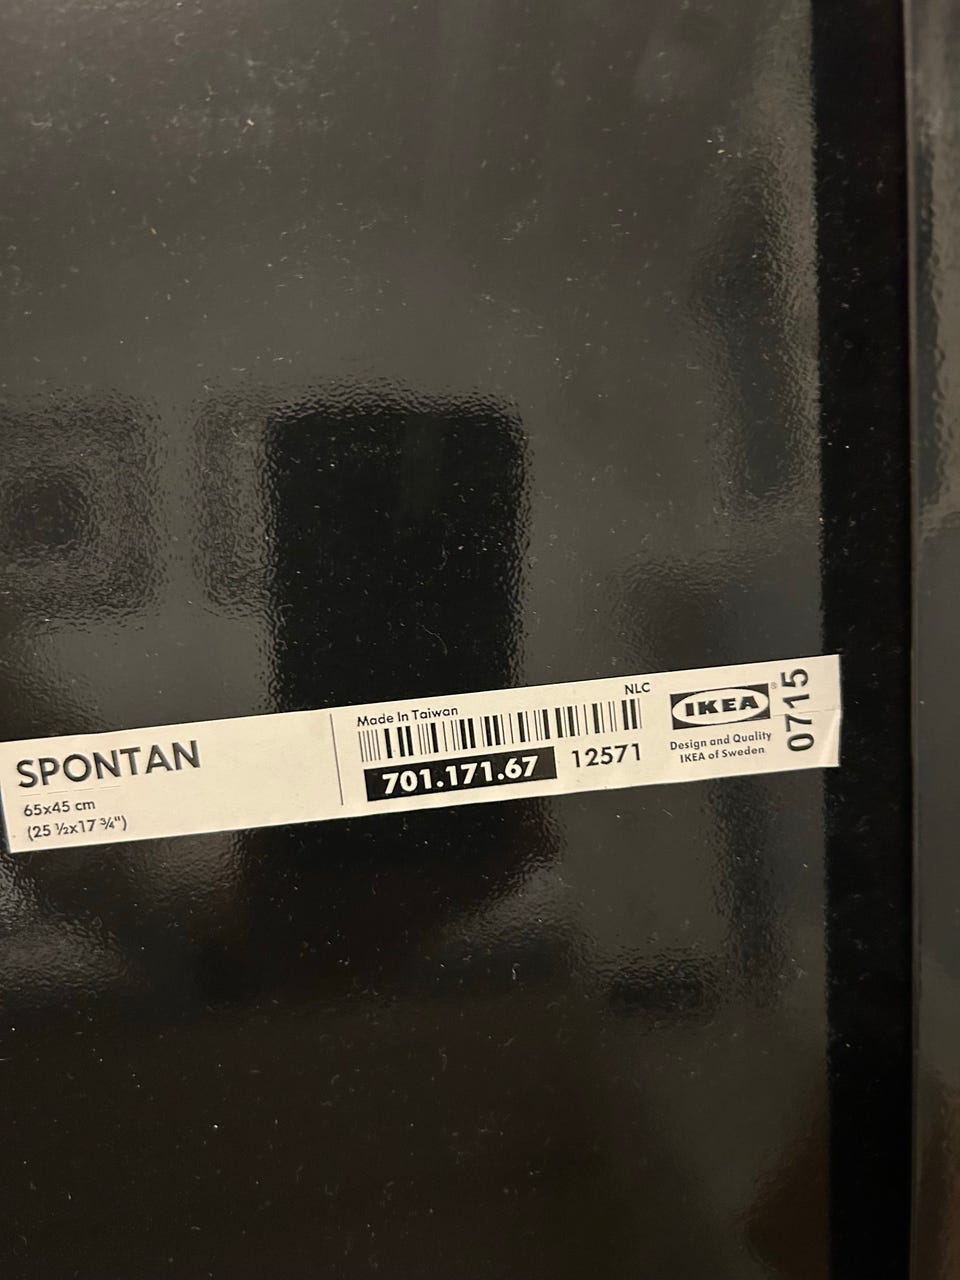 SPONTAN
65x45 cm
(25 ½x17 ¾")
Made In Taiwan
NLC
701.171.67
12571
IKEA®
Design and Quality
IKEA of Sweden
0715